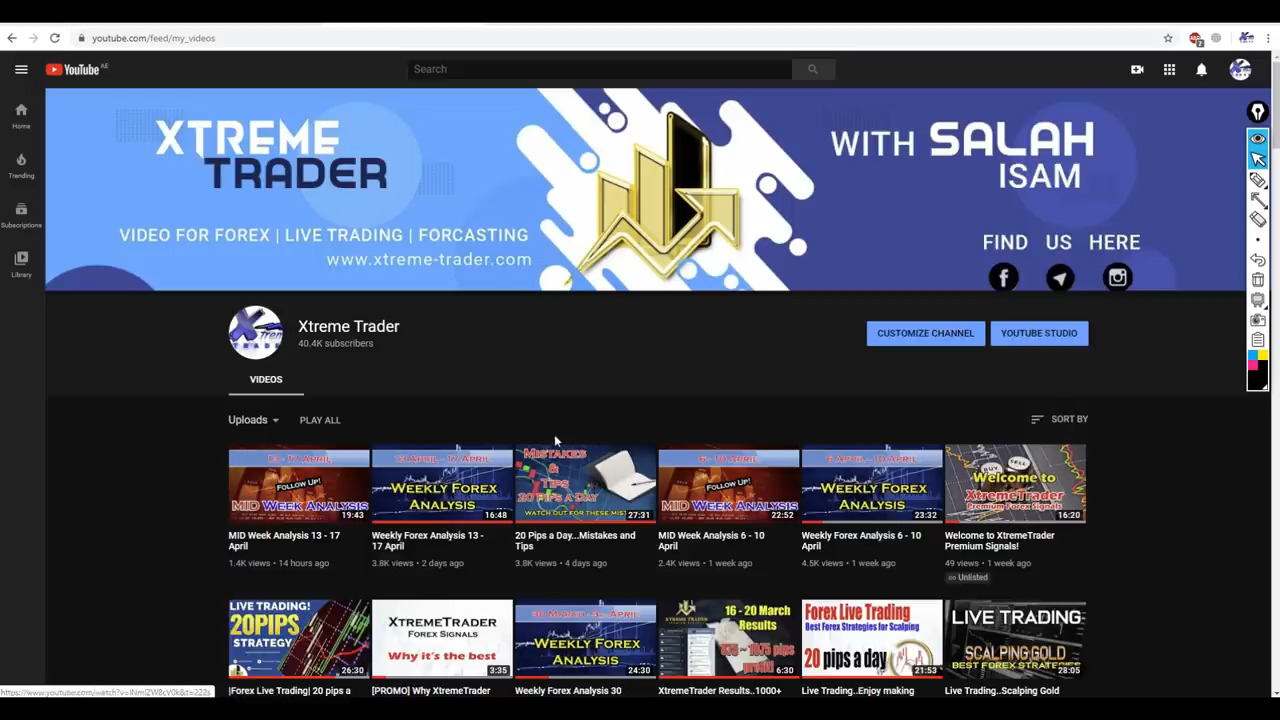 youtube.com/feed/my_videos
YouTube AE
Search
Home
Trending
Subscriptions
Library
XTREME
TRADER
WITH SALAH
ISAM
VIDEO FOR FOREX | LIVE TRADING | FORCASTING
www.xtreme-trader.com
FIND US HERE
Xtreme Trader
40.4K subscribers
CUSTOMIZE CHANNEL
YOUTUBE STUDIO
VIDEOS
Uploads
PLAY ALL
SORT BY
13 - 17 APRIL
FOLLOW UP!
MID WEEK ANALYSIS
19:43
MID Week Analysis 13 - 17
April
1.4K views • 14 hours ago
13 APRIL - 17 APRIL
WEEKLY FOREX
ANALYSIS
16:48
Weekly Forex Analysis 13 -
17 April
3.8K views • 2 days ago
MISTAKES
&
TIPS
20 PIPS A DAY
27:31
20 Pips a Day...Mistakes and
Tips
3.8K views • 4 days ago
6 - 10 APRIL
FOLLOW UP!
MID WEEK ANALYSIS
22:52
MID Week Analysis 6 - 10
April
2.4K views • 1 week ago
6 APRIL - 10 APRIL
WEEKLY FOREX
ANALYSIS
23:32
Weekly Forex Analysis 6 - 10
April
4.5K views • 1 week ago
BUY SELL
Welcome to
XtremeTrader
Premium Forex Signals!
16:20
Welcome to XtremeTrader
Premium Signals!
49 views • 1 week ago
Unlisted
LIVE TRADING!
20PIPS
STRATEGY
26:30
|Forex Live Trading| 20 pips a
XTREMETRADER
FOREX SIGNALS
Why it's the best
3:35
[PROMO] Why XtremeTrader
WEEKLY FOREX
ANALYSIS
24:30
Weekly Forex Analysis 30
16 - 20 March
Results
6:30
XtremeTrader Results..1000+
Forex Live Trading
Best Forex Strategies for Scalping
20 pips a day
21:53
Live Trading..Enjoy making
LIVE TRADING
SCALPING GOLD
BEST FOREX STRATEGIES
28:05
Live Trading..Scalping Gold